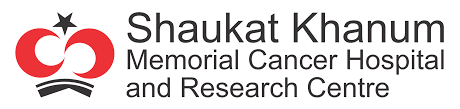 Shaukat Khanum
Memorial Cancer Hospital
and Research Centre